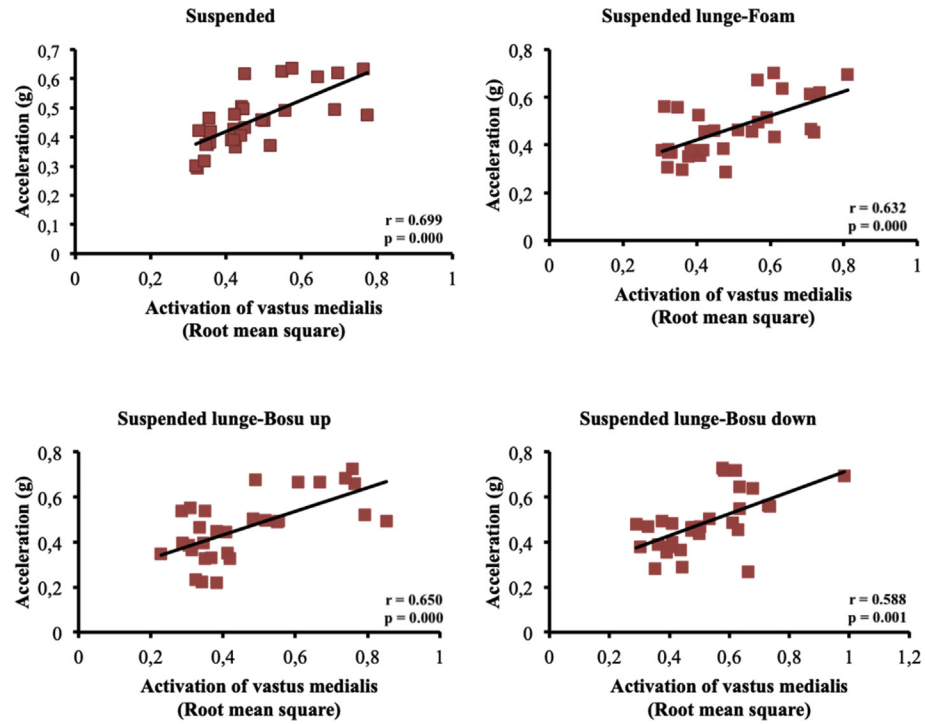 Suspended
0,7
0,6
0,5
0,4
0,3
0,2
0,1
0
Acceleration (g)
r = 0.699
p = 0.000
0 0,2 0,4 0,6 0,8 1
Activation of vastus medialis
(Root mean square)
Suspended lunge-Foam
0,8
0,6
0,4
0,2
0
Acceleration (g)
r = 0.632
p = 0.000
0 0,2 0,4 0,6 0,8 1
Activation of vastus medialis
(Root mean square)
Suspended lunge-Bosu up
0,8
0,6
0,4
0,2
0
Acceleration (g)
r = 0.650
p = 0.000
0 0,2 0,4 0,6 0,8 1
Activation of vastus medialis
(Root mean square)
Suspended lunge-Bosu down
0,8
0,6
0,4
0,2
0
Acceleration (g)
r = 0.588
p = 0.001
0 0,2 0,4 0,6 0,8 1 1,2
Activation of vastus medialis
(Root mean square)